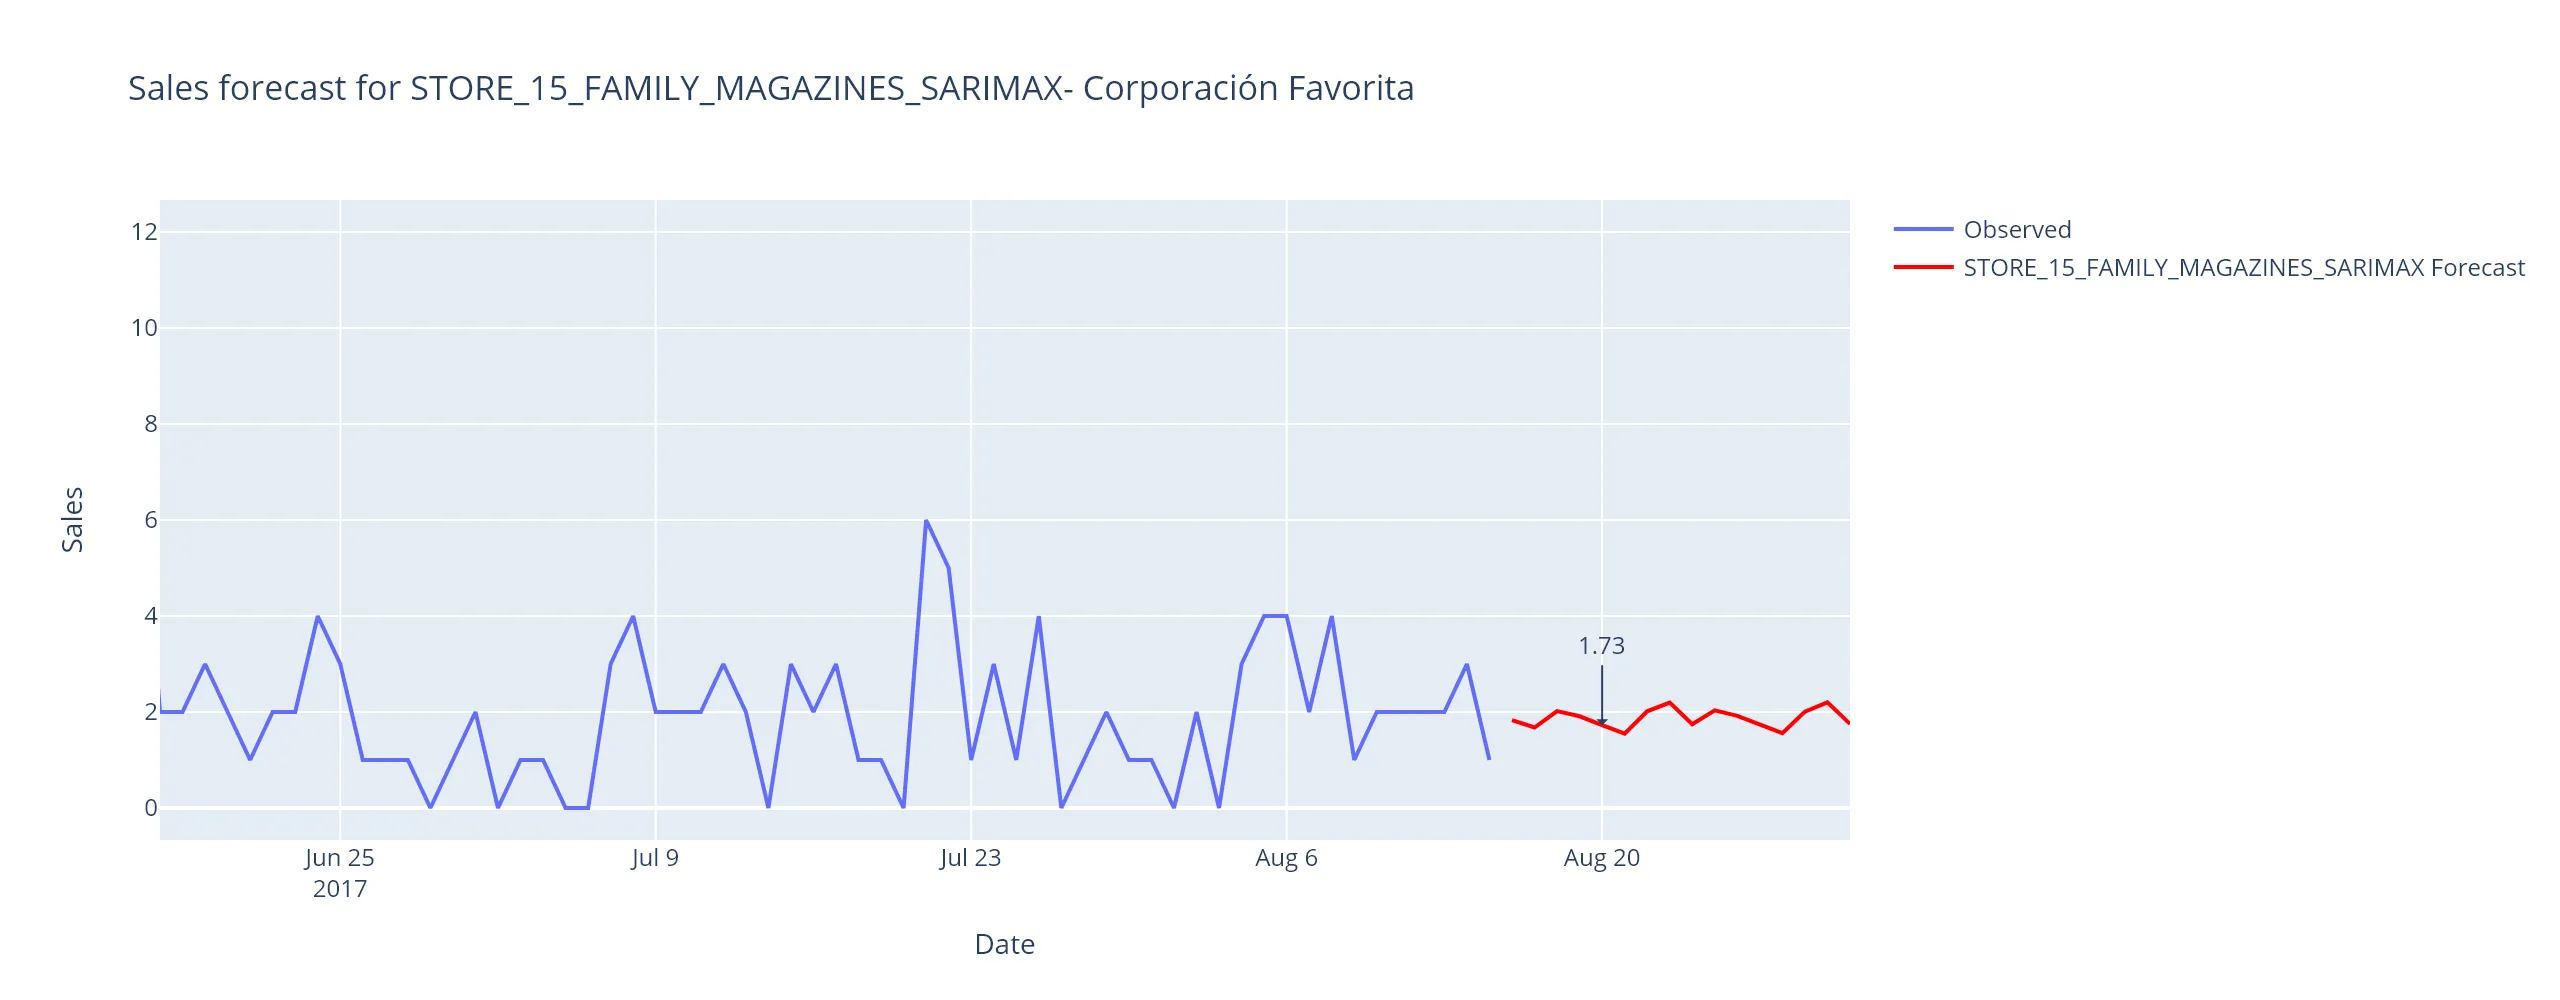 Sales forecast for STORE_15_FAMILY_MAGAZINES_SARIMAX- Corporación Favorita
Observed
STORE_15_FAMILY_MAGAZINES_SARIMAX Forecast
12
10
8
6
4
2
0
Sales
1.73
Jun 25
2017
Jul 9
Jul 23
Aug 6
Aug 20
Date